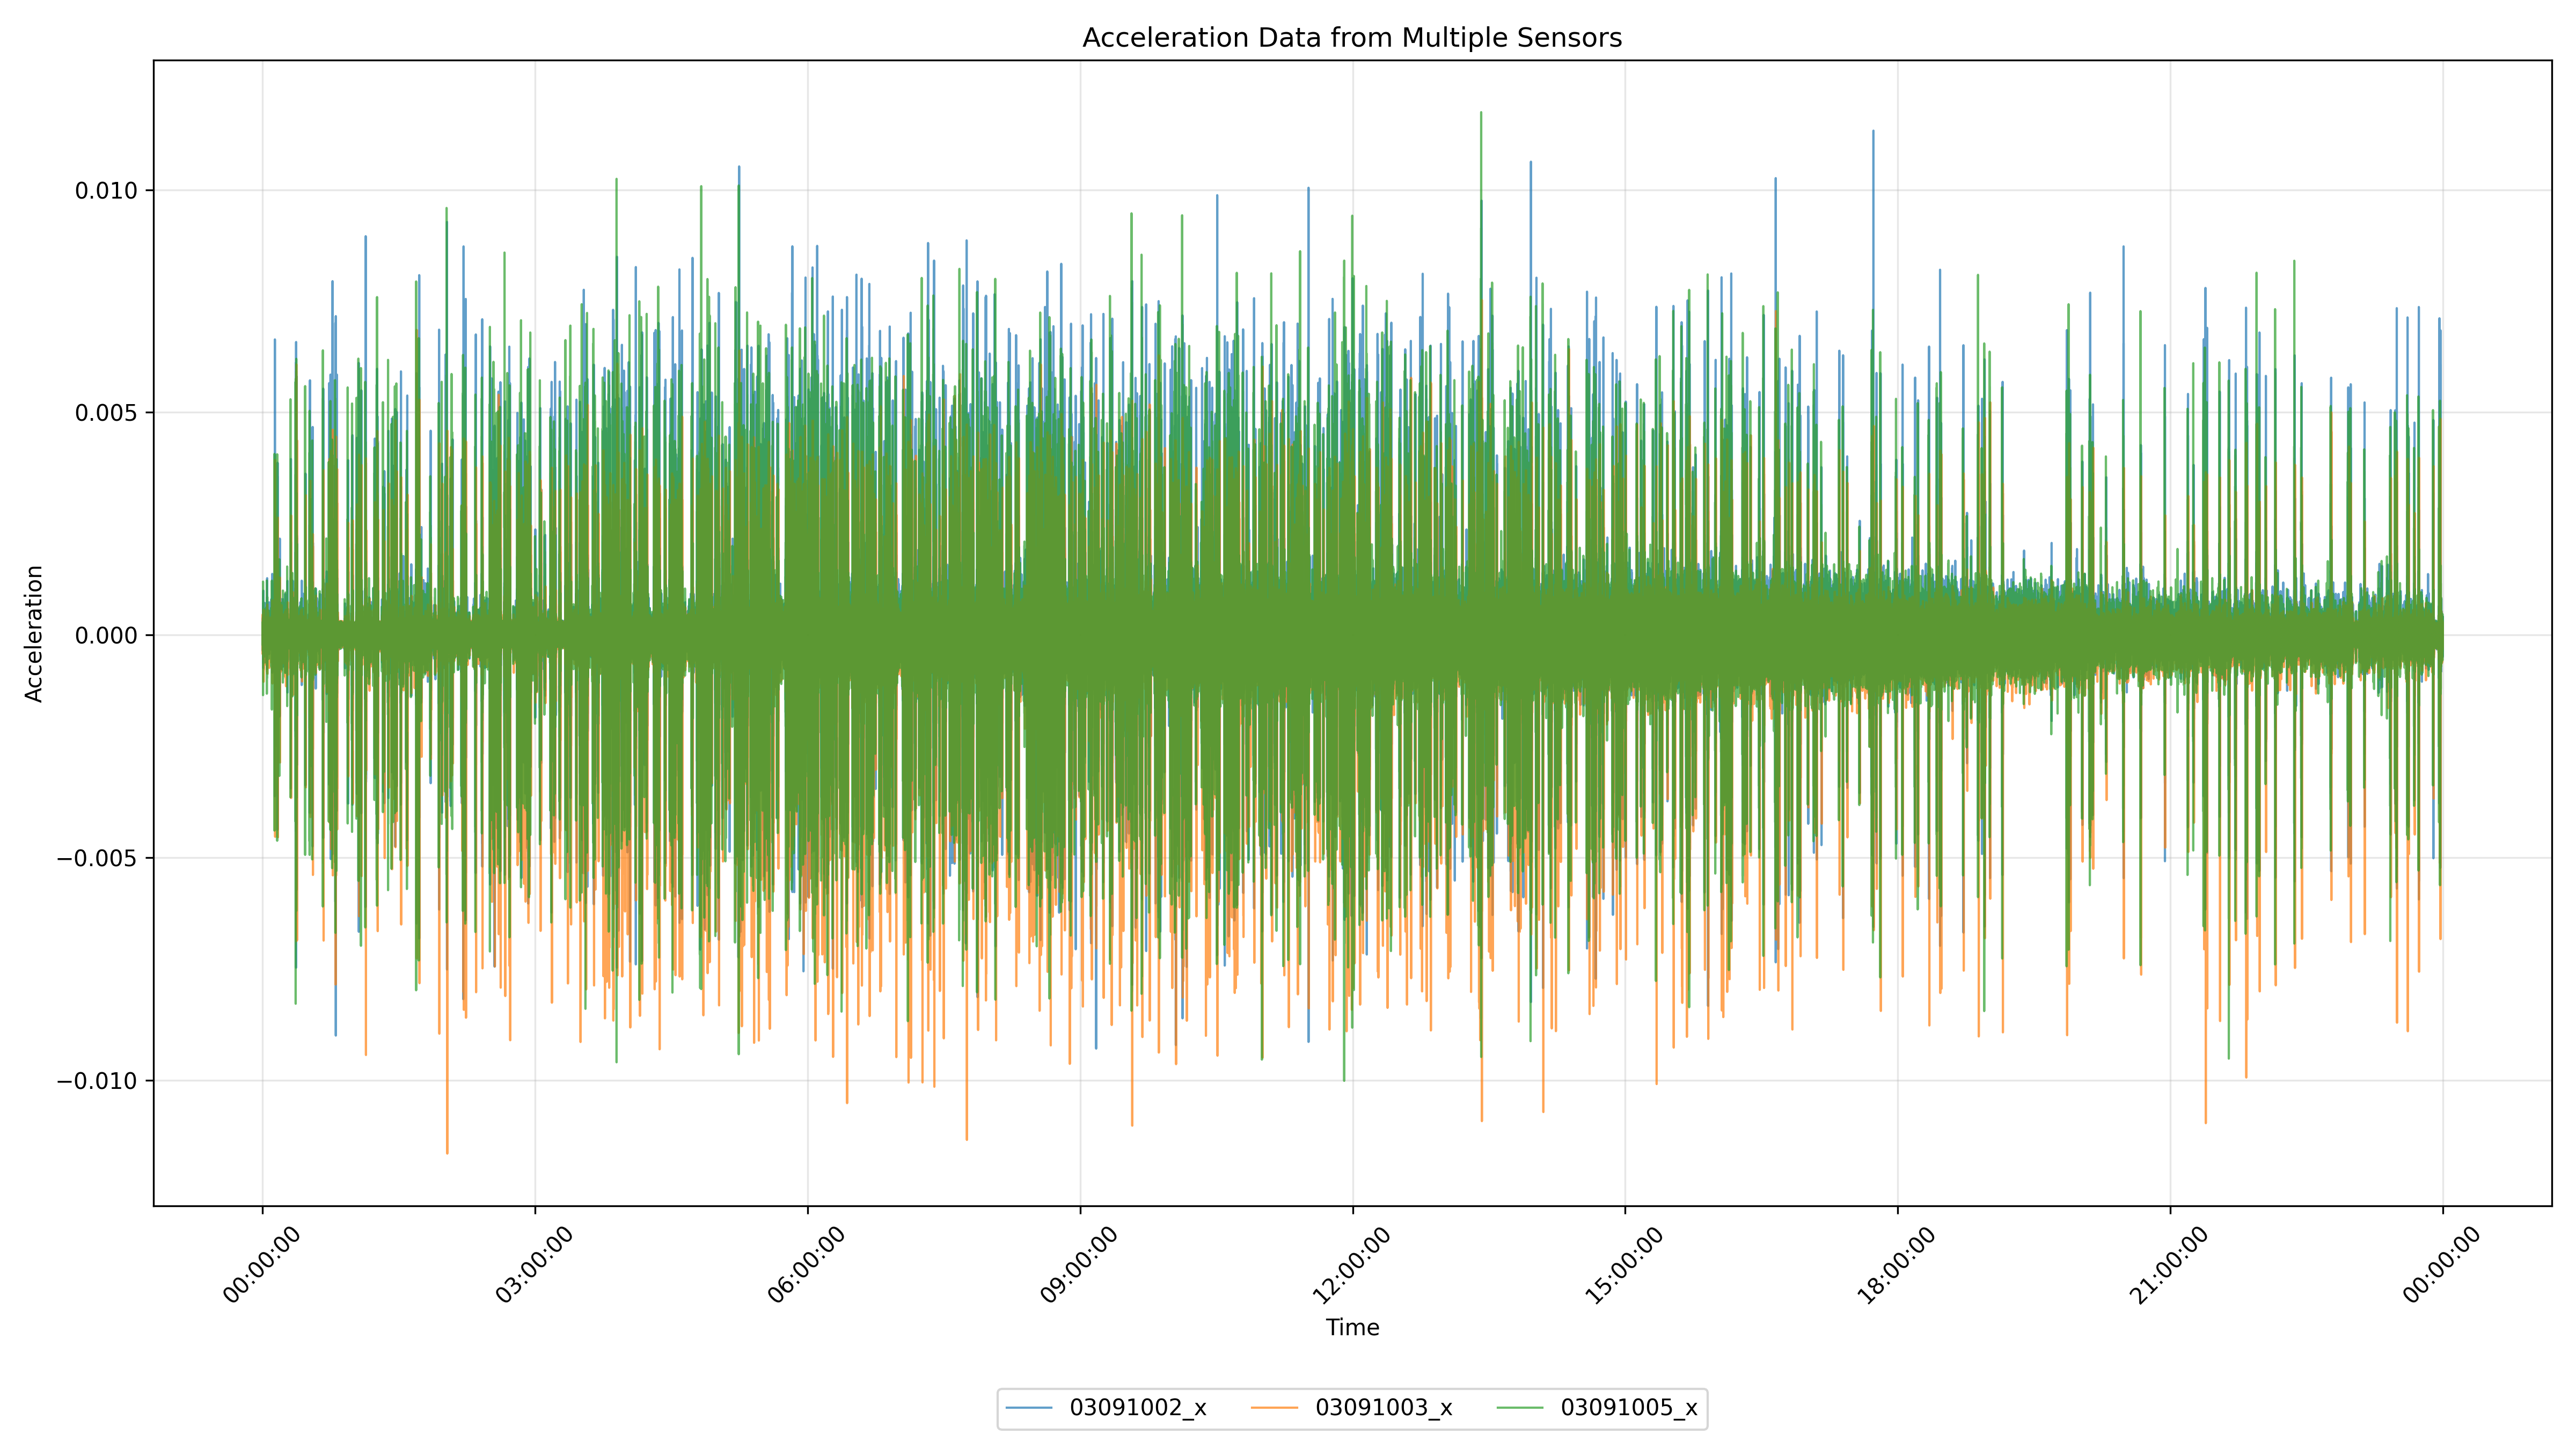 Acceleration Data from Multiple Sensors
Acceleration
0.010
0.005
0.000
−0.005
−0.010
00:00:00
03:00:00
06:00:00
09:00:00
12:00:00
15:00:00
18:00:00
21:00:00
00:00:00
Time
03091002_x
03091003_x
03091005_x